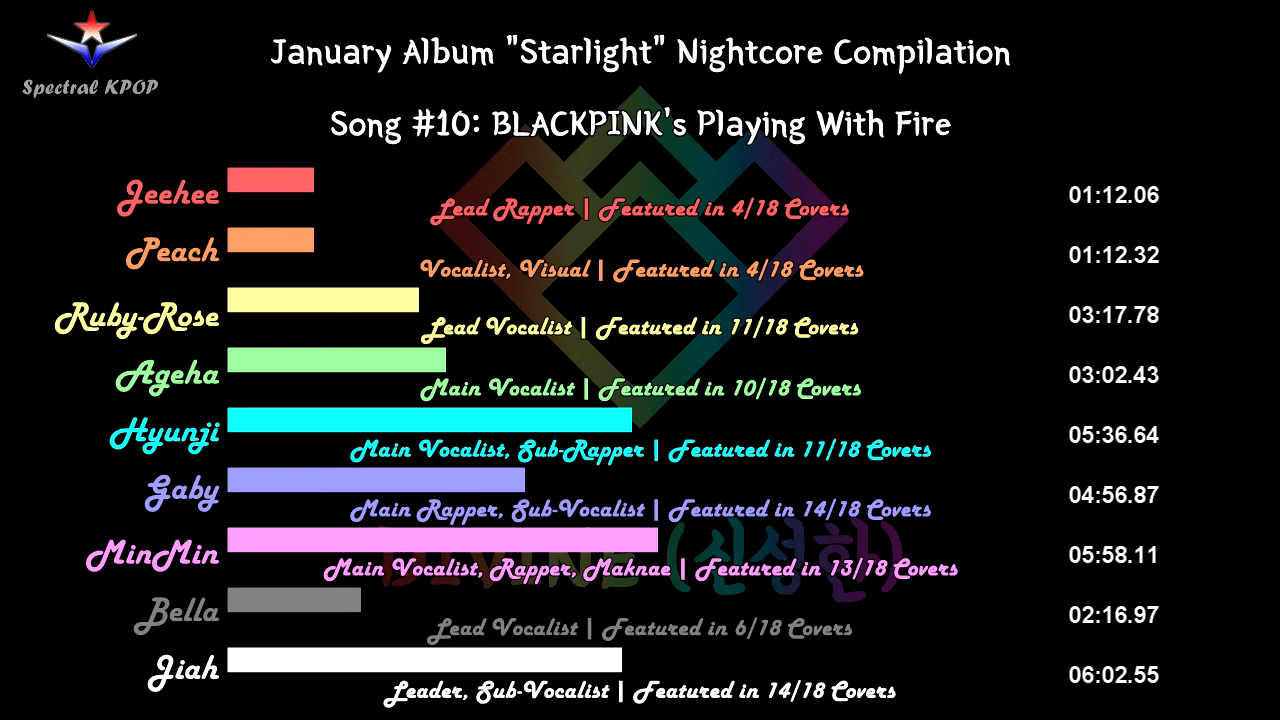 Spectral KPOP
January Album "Starlight" Nightcore Compilation
Song #10: BLACKPINK's Playing With Fire
Jeehee
Lead Rapper | Featured in 4/18 Covers
01:12.06
Peach
Vocalist, Visual | Featured in 4/18 Covers
01:12.32
Ruby-Rose
Lead Vocalist | Featured in 11/18 Covers
03:17.78
Ageha
Main Vocalist | Featured in 10/18 Covers
03:02.43
Hyunji
Main Vocalist, Sub-Rapper | Featured in 11/18 Covers
05:36.64
Gaby
Main Rapper, Sub-Vocalist | Featured in 14/18 Covers
04:56.87
MinMin
Main Vocalist, Rapper, Maknae | Featured in 13/18 Covers
05:58.11
DIVINE (신성한)
Bella
Lead Vocalist | Featured in 6/18 Covers
02:16.97
Jiah
Leader, Sub-Vocalist | Featured in 14/18 Covers
06:02.55